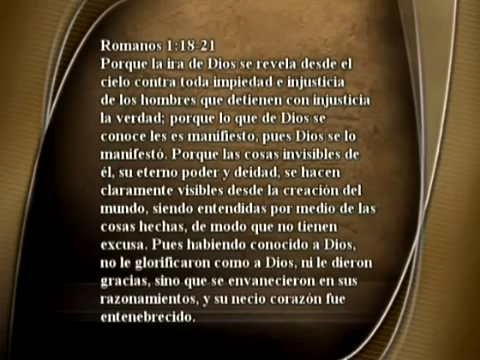 Romanos 1:18-21
Porque la ira de Dios se revela desde el
cielo contra toda impiedad e injusticia
de los hombres que detienen con injusticia
la verdad; porque lo que de Dios se
conoce les es manifiesto, pues Dios se lo
manifestó. Porque las cosas invisibles de
él, su eterno poder y deidad, se hacen
claramente visibles desde la creación del
mundo, siendo entendidas por medio de las
cosas hechas, de modo que no tienen
excusa. Pues habiendo conocido a Dios,
no le glorificaron como a Dios, ni le dieron
gracias, sino que se envanecieron en sus
razonamientos, y su necio corazón fue
entenebrecido.